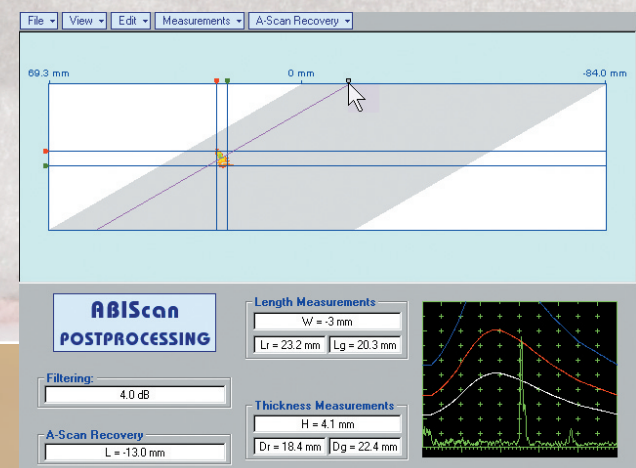 File View Edit Measurements A-Scan Recovery
69.3 mm 0 mm -84.0 mm
ABIScan
POSTPROCESSING
Filtering:
4.0 dB
A-Scan Recovery
L = -13.0 mm
Length Measurements
W = -3 mm
Lr = 23.2 mm Lg = 20.3 mm
Thickness Measurements
H = 4.1 mm
Dr = 18.4 mm Dg = 22.4 mm